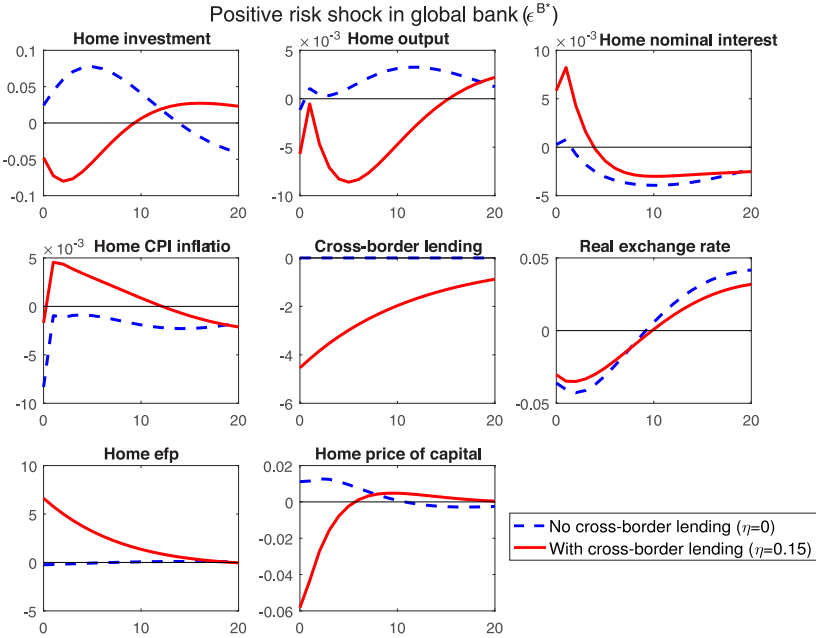 Positive risk shock in global bank (ϵ^B*)
Home investment
0.1
0.05
0
-0.05
-0.1
0 10 20
×10^-3 Home output
5
0
-5
-10
0 10 20
×10^-3 Home nominal interest
10
5
0
-5
0 10 20
×10^-3 Home CPI inflatio
5
0
-5
-10
0 10 20
Cross-border lending
0
-2
-4
-6
0 10 20
Real exchange rate
0.05
0
-0.05
0 10 20
Home efp
10
5
0
-5
0 10 20
Home price of capital
0.02
0
-0.02
-0.04
-0.06
0 10 20
No cross-border lending (η=0)
With cross-border lending (η=0.15)